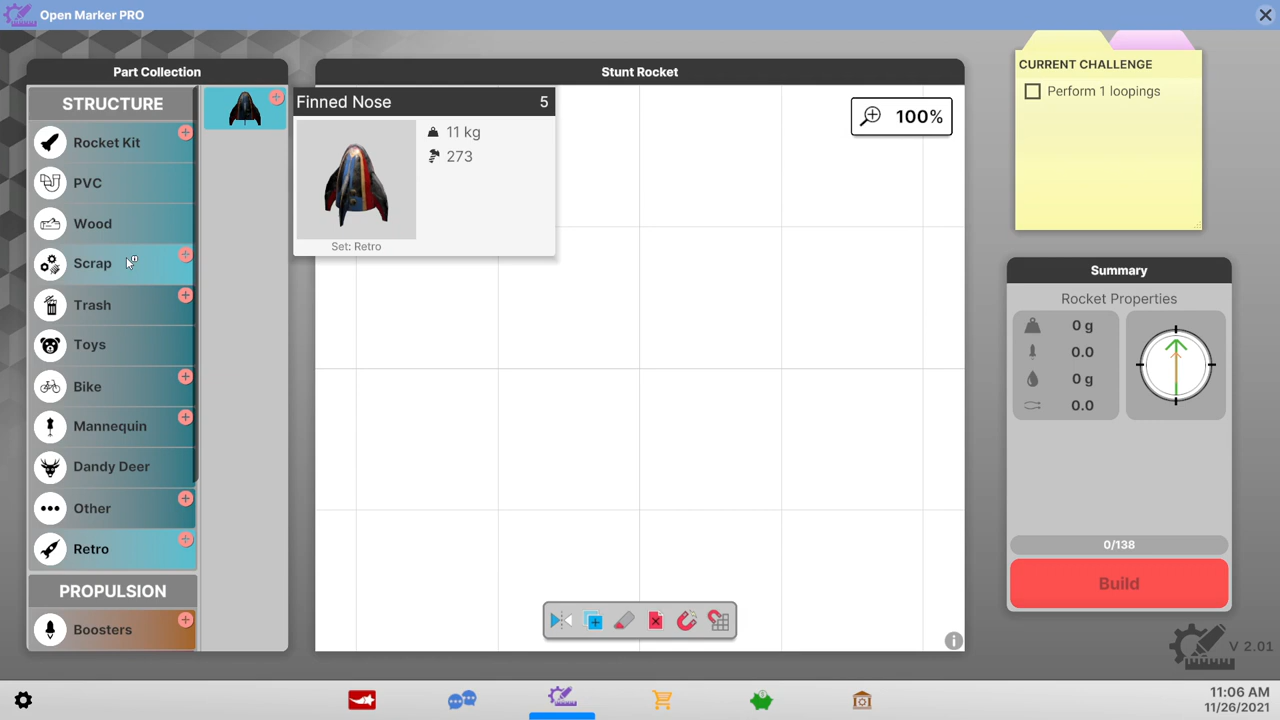 Open Marker PRO
Part Collection
STRUCTURE
Rocket Kit
PVC
Wood
Scrap
Trash
Toys
Bike
Mannequin
Dandy Deer
Other
Retro
PROPULSION
Boosters
Finned Nose 5
11 kg
273
Set: Retro
Stunt Rocket
100%
CURRENT CHALLENGE
Perform 1 loopings
Summary
Rocket Properties
0 g
0.0
0 g
0.0
0/138
Build
V 2.01
11:06 AM
11/26/2021